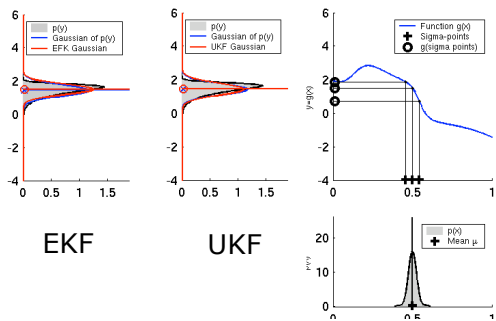 6
4
2
0
-2
-4
0 0.5 1 1.5
p(y)
Gaussian of p(y)
EFK Gaussian
EKF
6
4
2
0
-2
-4
0 0.5 1 1.5
p(y)
Gaussian of p(y)
UKF Gaussian
UKF
6
4
2
0
-2
-4
y=g(x)
0 0.5 1
Function g(x)
Sigma-points
g(sigma points)
20
10
0
p(x)
Mean μ
0 0.5 1